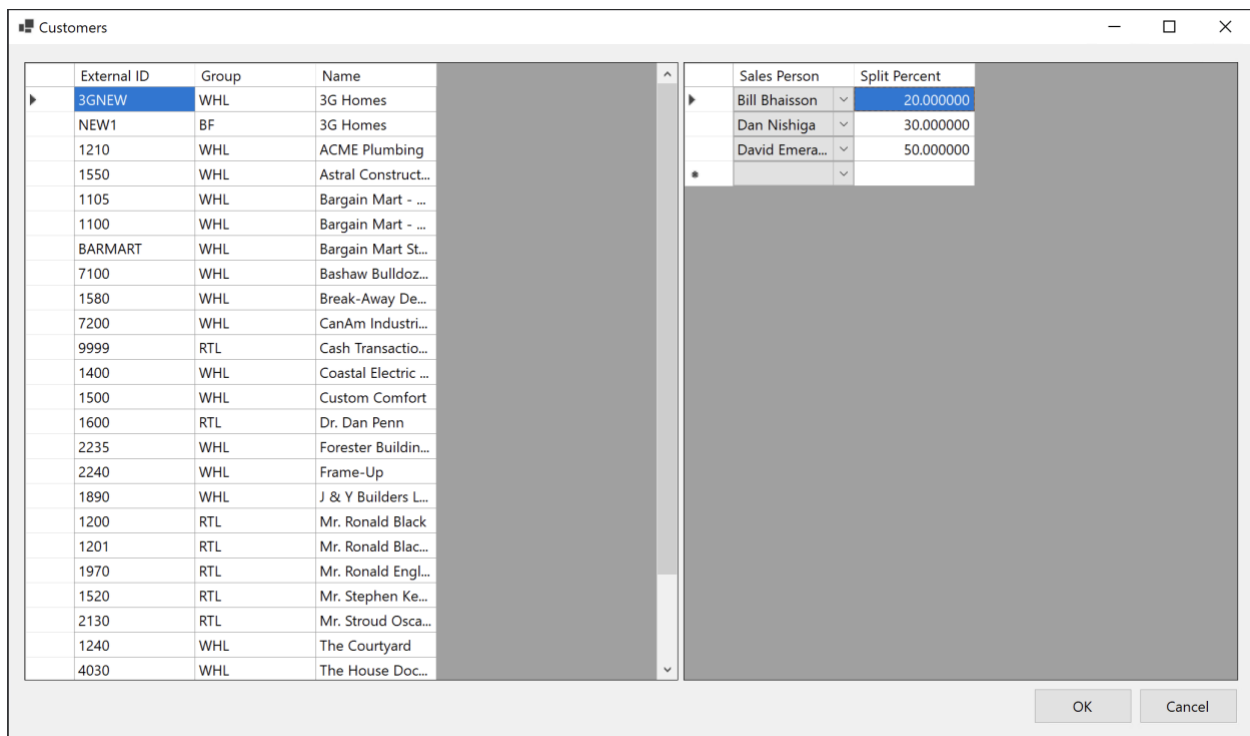 Customers
External ID Group Name
3GNEW WHL 3G Homes
NEW1 BF 3G Homes
1210 WHL ACME Plumbing
1550 WHL Astral Construct...
1105 WHL Bargain Mart - ...
1100 WHL Bargain Mart - ...
BARMART WHL Bargain Mart St...
7100 WHL Bashaw Bulldoz...
1580 WHL Break-Away De...
7200 WHL CanAm Industri...
9999 RTL Cash Transactio...
1400 WHL Coastal Electric ...
1500 WHL Custom Comfort
1600 RTL Dr. Dan Penn
2235 WHL Forester Buildin...
2240 WHL Frame-Up
1890 WHL J & Y Builders L...
1200 RTL Mr. Ronald Black
1201 RTL Mr. Ronald Blac...
1970 RTL Mr. Ronald Engl...
1520 RTL Mr. Stephen Ke...
2130 RTL Mr. Stroud Osca...
1240 WHL The Courtyard
4030 WHL The House Doc...
Sales Person Split Percent
Bill Bhaisson 20.000000
Dan Nishiga 30.000000
David Emera... 50.000000
OK Cancel